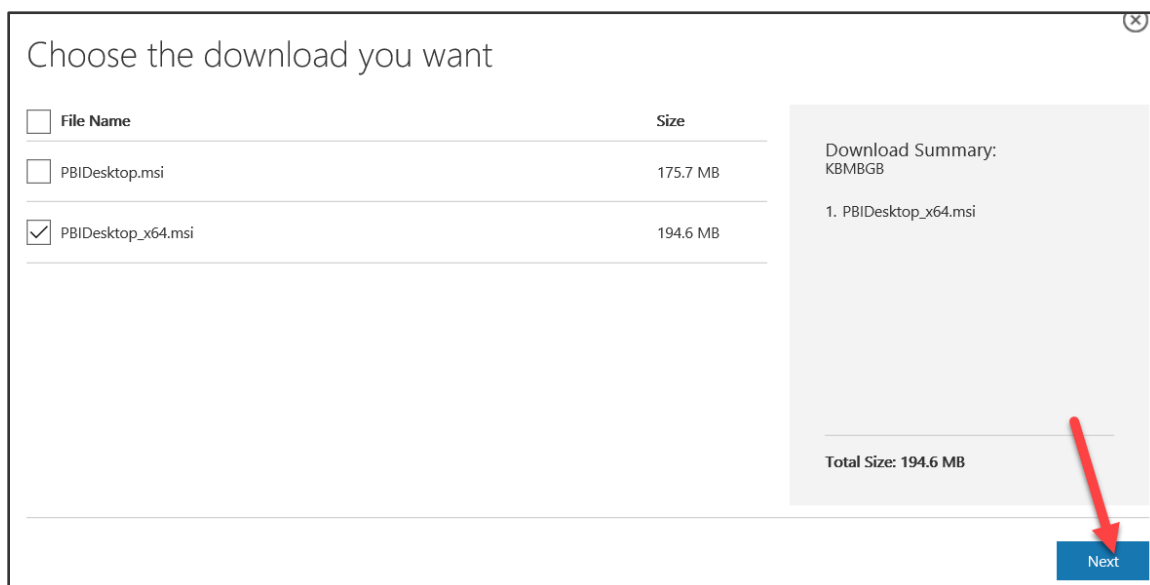 Choose the download you want
File Name Size
PBIDesktop.msi 175.7 MB
PBIDesktop_x64.msi 194.6 MB
Download Summary:
KBMBGB
1. PBIDesktop_x64.msi
Total Size: 194.6 MB
Next